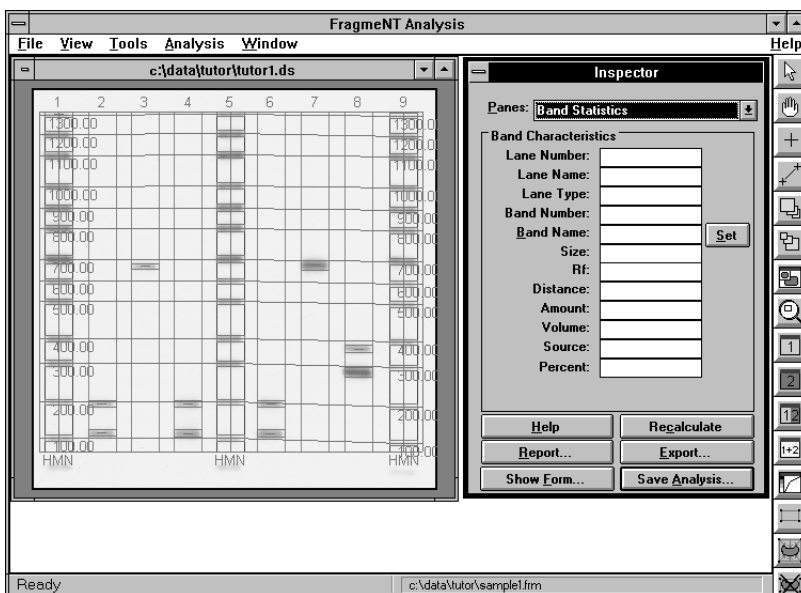 FragmeNT Analysis
File View Tools Analysis Window Help
c:\data\tutor\tutor1.ds
1 2 3 4 5 6 7 8 9
1300.00 1300.00
1200.00 1200.00
1100.00 1100.00
1000.00 1000.00
900.00 900.00
800.00 800.00
700.00 700.00
600.00 600.00
500.00 500.00
400.00 400.00
300.00 300.00
200.00 200.00
100.00 100.00
HMN HMN HMN
Inspector
Panes: Band Statistics
Band Characteristics
Lane Number:
Lane Name:
Lane Type:
Band Number:
Band Name:
Set
Size:
Rf:
Distance:
Amount:
Volume:
Source:
Percent:
Help Recalculate
Report... Export...
Show Form... Save Analysis...
1
2
12
1+2
Ready c:\data\tutor\sample1.frm